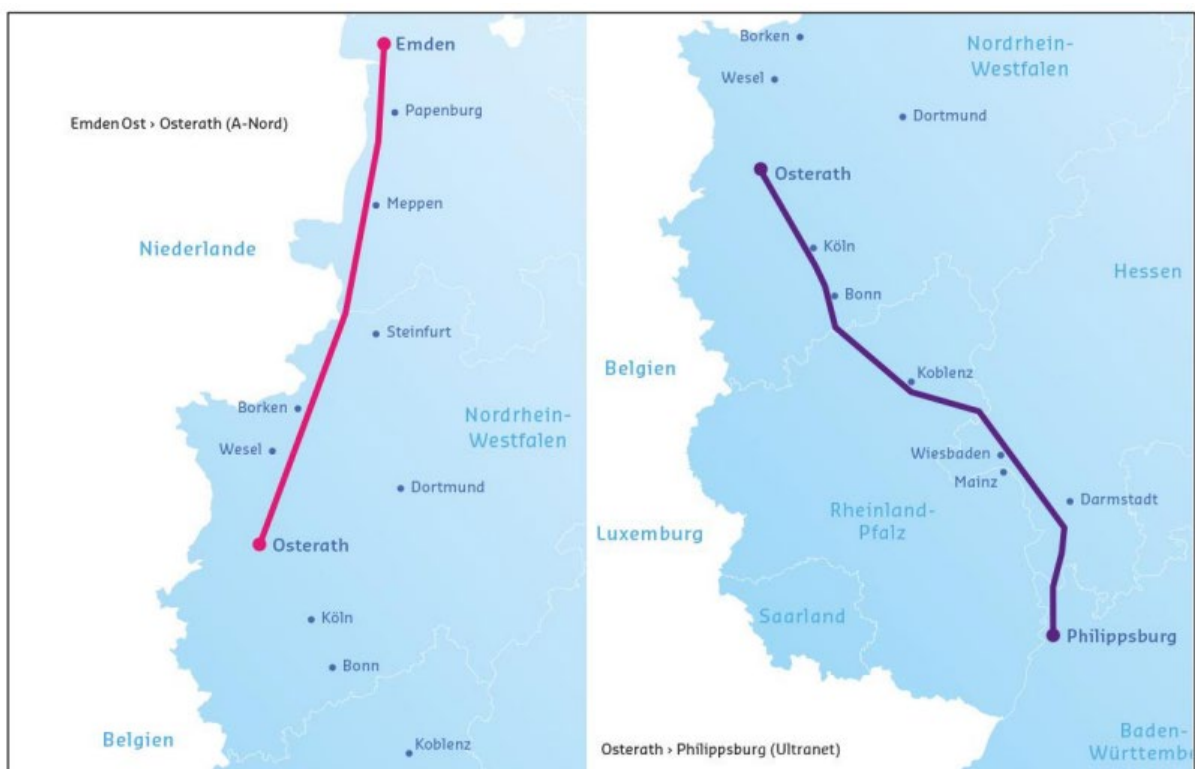 Emden
Papenburg
Emden Ost › Osterath (A-Nord)
Meppen
Niederlande
Steinfurt
Borken
Nordrhein-
Westfalen
Wesel
Dortmund
Osterath
Köln
Bonn
Belgien
Koblenz
Borken
Nordrhein-
Westfalen
Wesel
Dortmund
Osterath
Köln
Hessen
Bonn
Belgien
Koblenz
Wiesbaden
Mainz
Darmstadt
Rheinland-
Pfalz
Luxemburg
Saarland
Philippsburg
Osterath › Philippsburg (Ultranet)
Baden-
Württembe